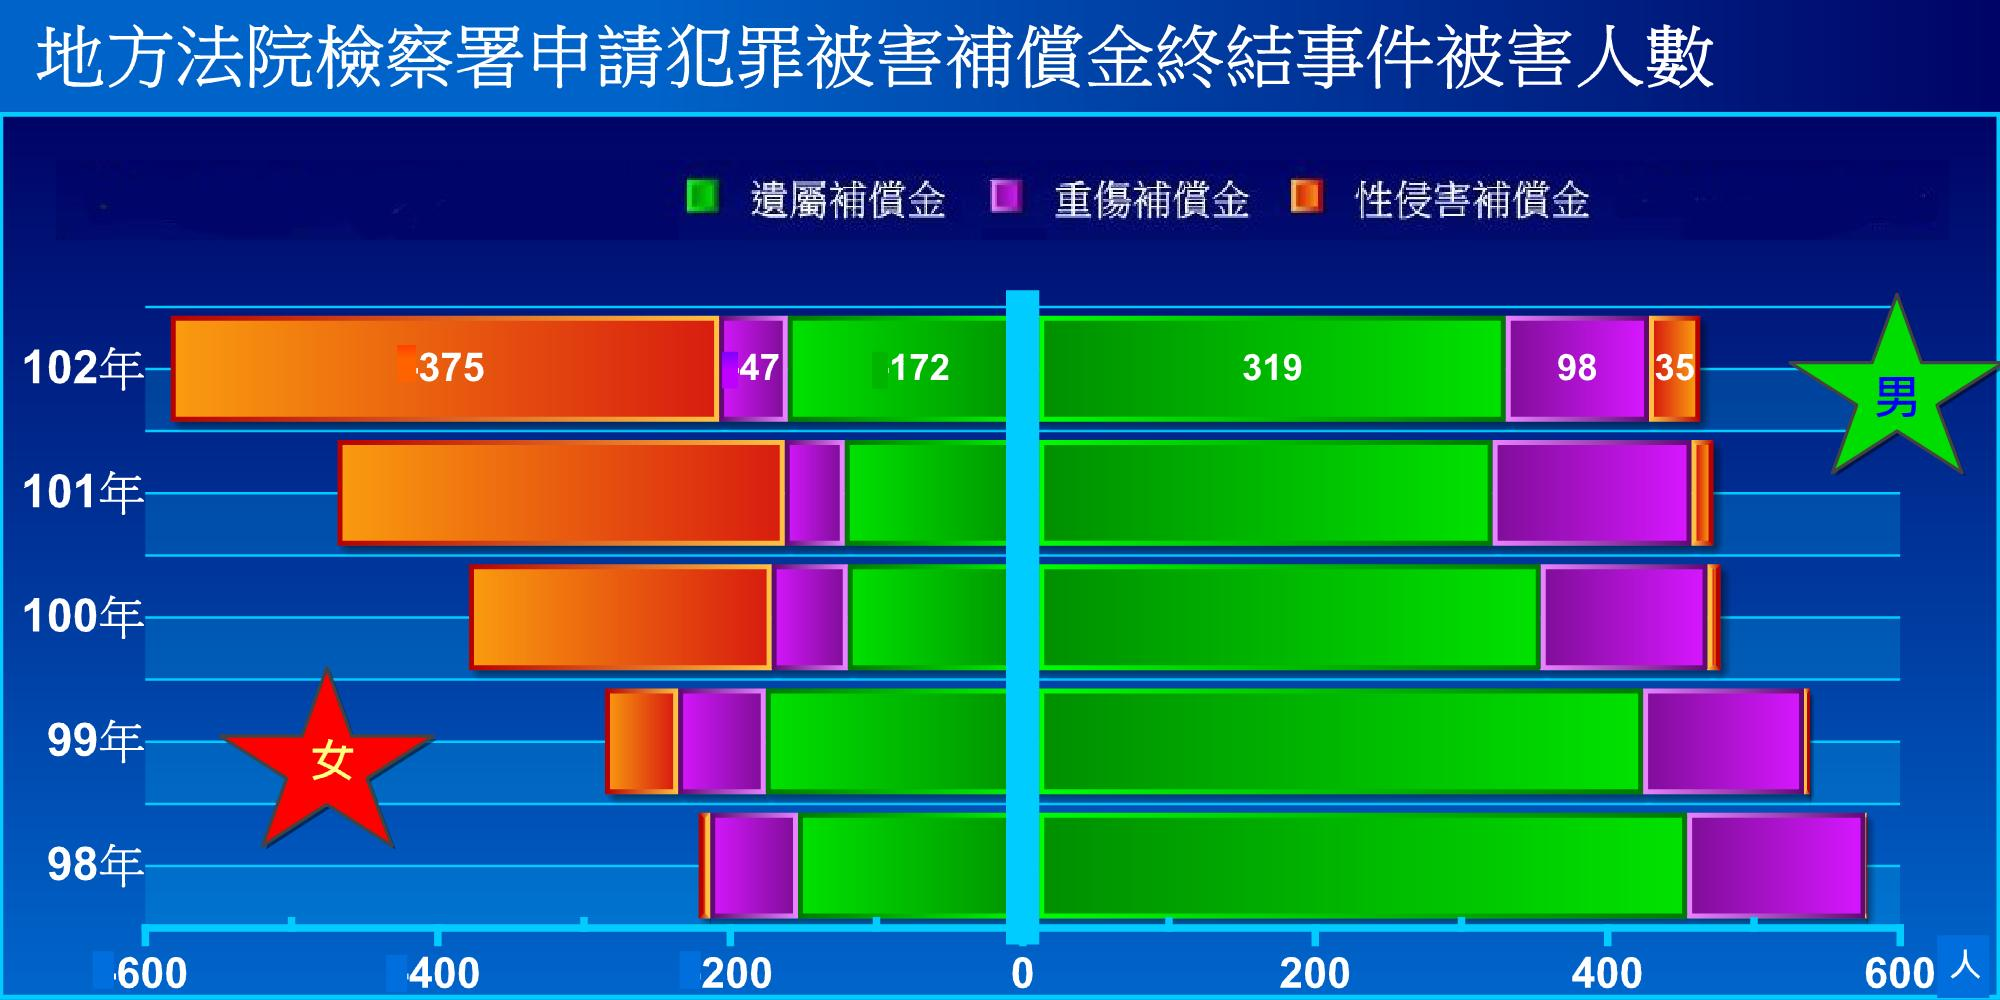 地方法院檢察署申請犯罪被害補償金終結事件被害人數
遺屬補償金 重傷補償金 性侵害補償金
102年 375 47 172 319 98 35
男
101年
100年
99年
女
98年
600 400 200 0 200 400 600 人